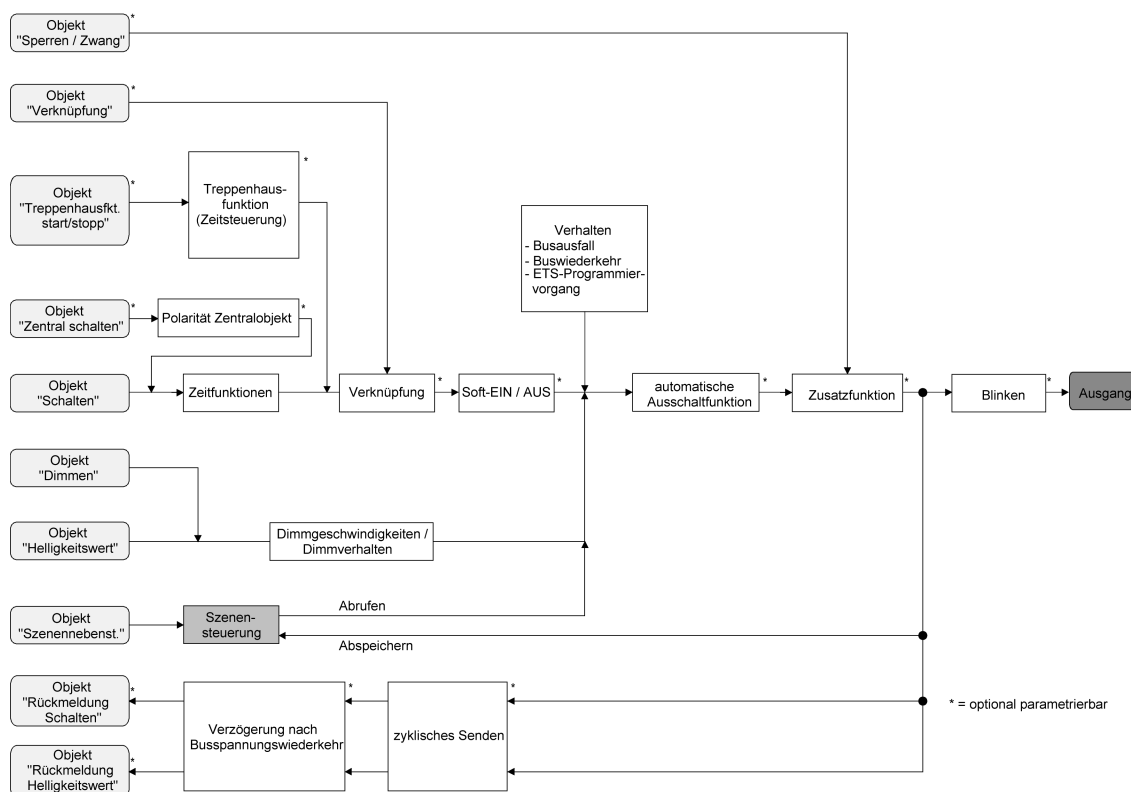 Objekt
"Sperren / Zwang"
*
Objekt
"Verknüpfung"
*
Objekt
"Treppenhausfkt.
start/stopp"
*
Treppenhaus-
funktion
(Zeitsteuerung)
*
Verhalten
- Busausfall
- Buswiederkehr
- ETS-Programmier-
vorgang
Objekt
"Zentral schalten"
*
Polarität Zentralobjekt
*
Objekt
"Schalten"
Zeitfunktionen
Verknüpfung
*
Soft-EIN / AUS
*
automatische
Ausschaltfunktion
*
Zusatzfunktion
*
Blinken
*
Ausgang
Objekt
"Dimmen"
Objekt
"Helligkeitswert"
Dimmgeschwindigkeiten /
Dimmverhalten
Objekt
"Szenennebenst."
Szenen-
steuerung
Abrufen
Abspeichern
Objekt
"Rückmeldung
Schalten"
*
Verzögerung nach
Busspannungswiederkehr
*
zyklisches Senden
*
* = optional parametrierbar
Objekt
"Rückmeldung
Helligkeitswert"
*